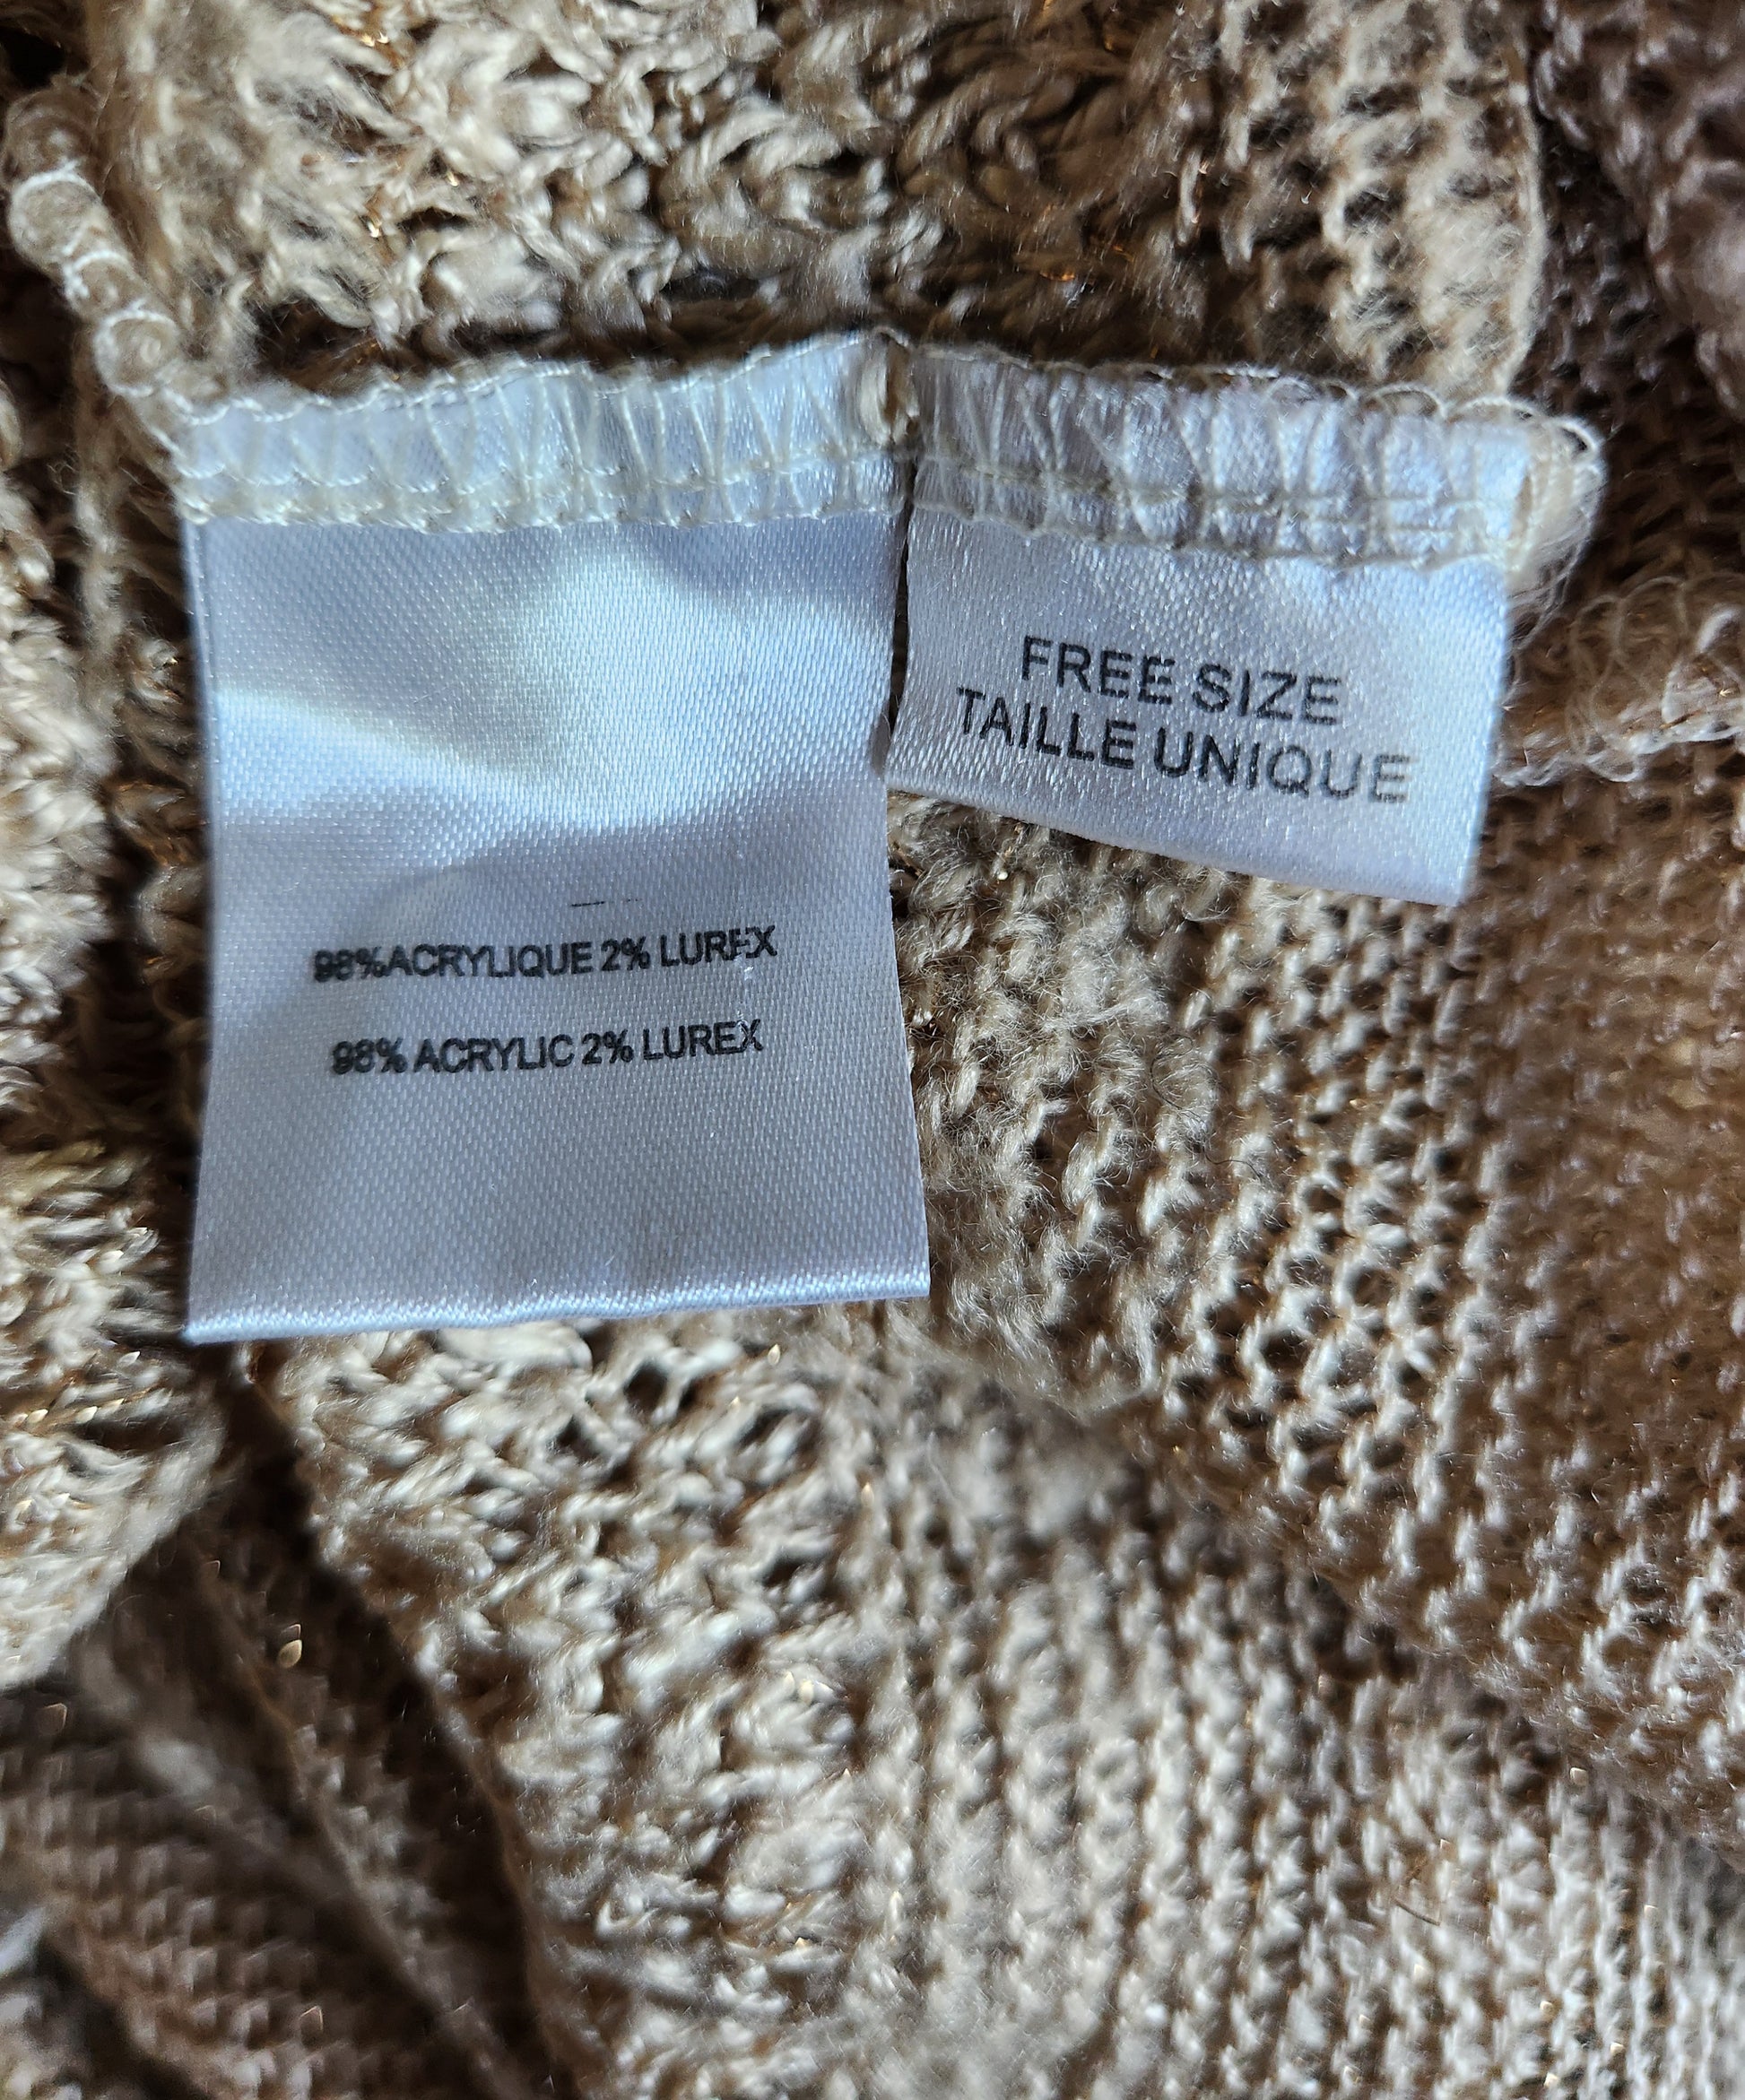 98%ACRYLIQUE 2% LUREX
98% ACRYLIC 2% LUREX
FREE SIZE
TAILLE UNIQUE